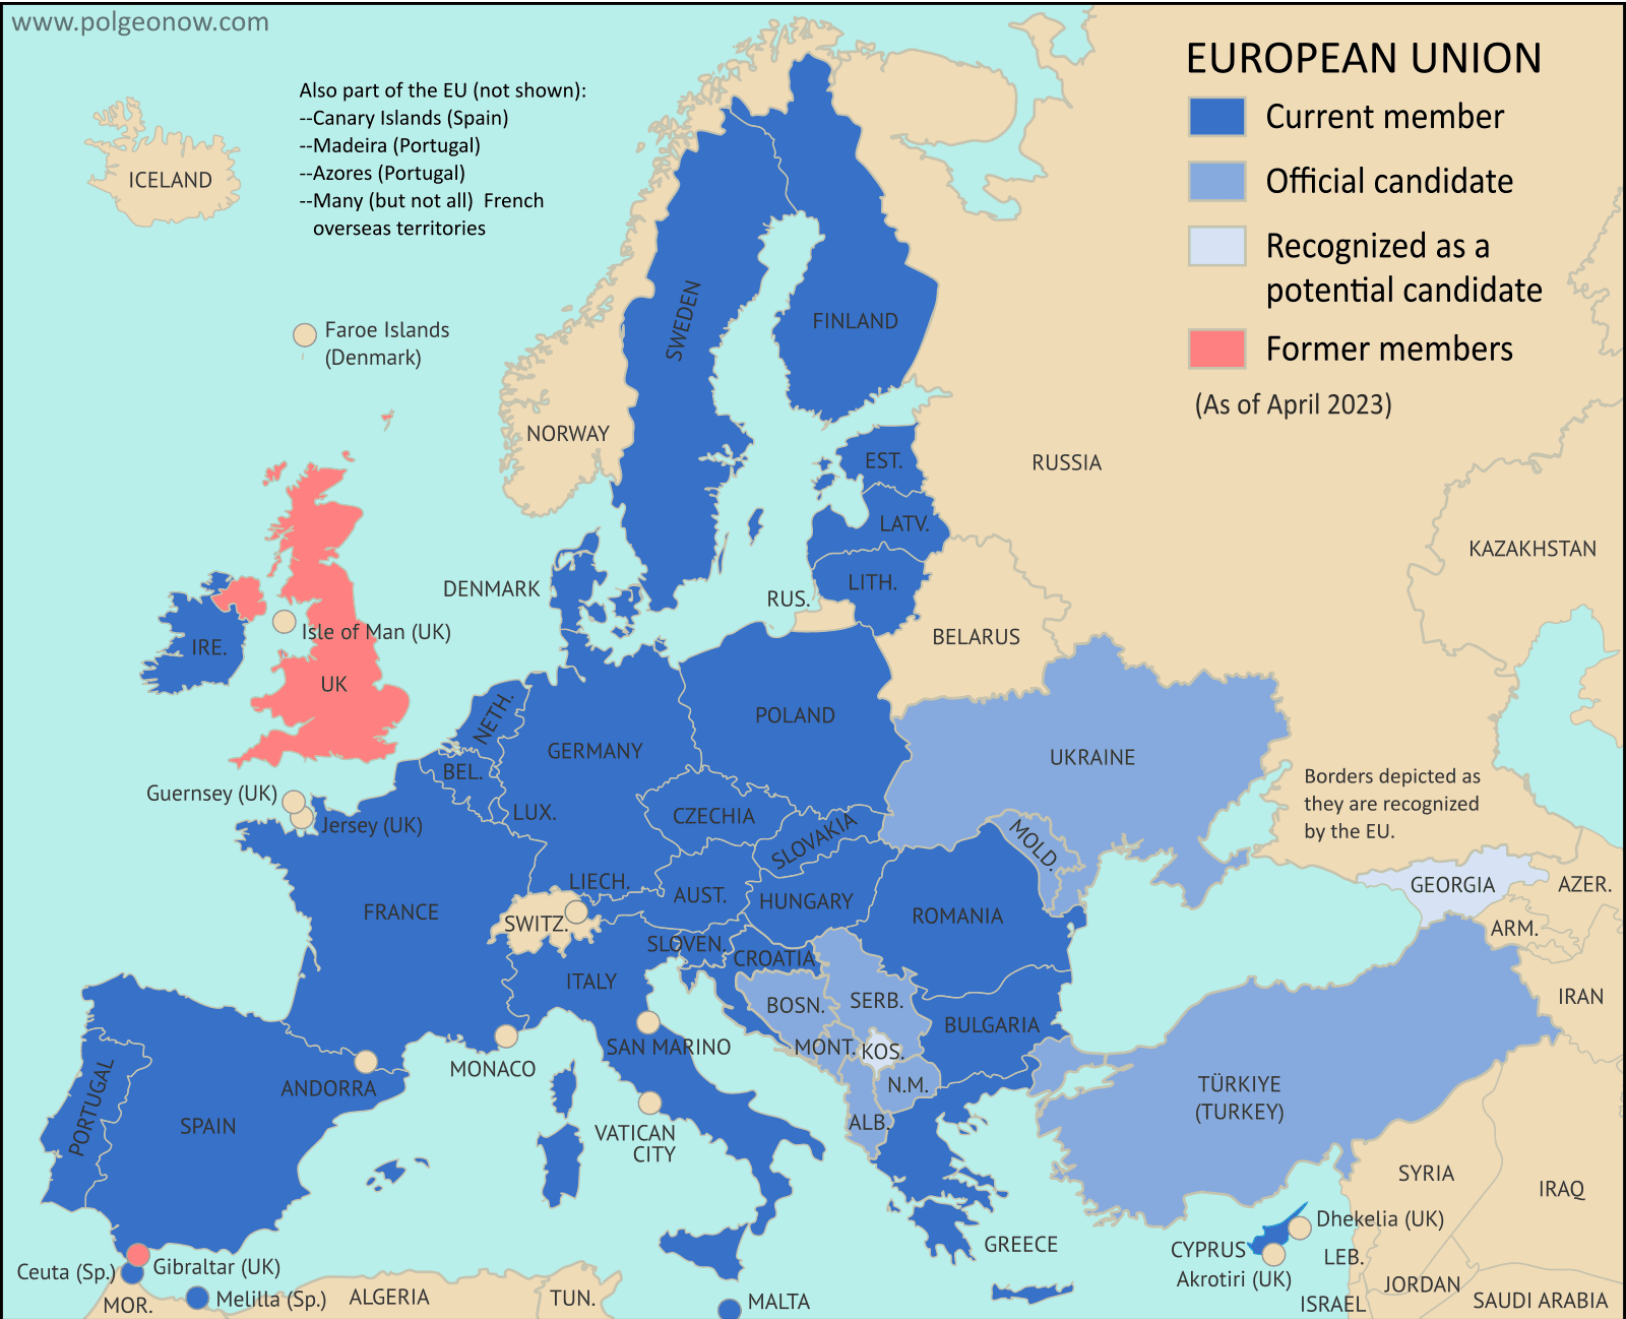 www.polgeonow.com
EUROPEAN UNION
Current member
Official candidate
Recognized as a
potential candidate
Former members
(As of April 2023)
Also part of the EU (not shown):
--Canary Islands (Spain)
--Madeira (Portugal)
--Azores (Portugal)
--Many (but not all) French
overseas territories
ICELAND
Faroe Islands
(Denmark)
SWEDEN
FINLAND
NORWAY
RUSSIA
EST.
LATV.
LITH.
KAZAKHSTAN
DENMARK
RUS.
BELARUS
Isle of Man (UK)
IRE.
UK
NETH.
POLAND
GERMANY
UKRAINE
BEL.
Borders depicted as
they are recognized
by the EU.
Guernsey (UK)
Jersey (UK)
LUX.
CZECHIA
SLOVAKIA
MOLD.
LIECH.
AUST.
HUNGARY
GEORGIA
AZER.
FRANCE
SWITZ.
ROMANIA
ARM.
SLOVEN.
CROATIA
ITALY
BOSN.
SERB.
IRAN
BULGARIA
SAN MARINO
MONT.
KOS.
MONACO
ANDORRA
N.M.
TÜRKIYE
(TURKEY)
PORTUGAL
SPAIN
ALB.
VATICAN
CITY
SYRIA
IRAQ
Dhekelia (UK)
GREECE
CYPRUS
LEB.
Akrotiri (UK)
Gibraltar (UK)
Ceuta (Sp.)
JORDAN
MOR.
Melilla (Sp.)
ALGERIA
TUN.
MALTA
ISRAEL
SAUDI ARABIA